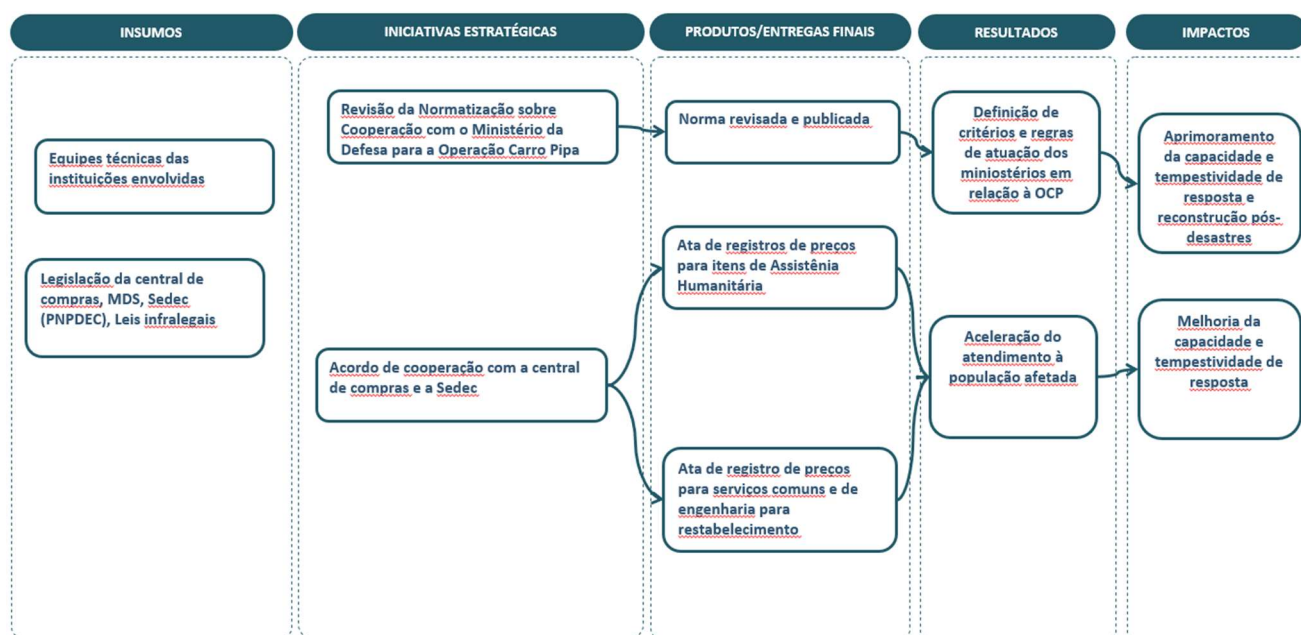 INSUMOS
INICIATIVAS ESTRATÉGICAS
PRODUTOS/ENTREGAS FINAIS
RESULTADOS
IMPACTOS
Equipes técnicas das
instituições envolvidas
Legislação da central de
compras, MDS, Sedec
(PNPDEC), Leis infralegais
Revisão da Normatização sobre
Cooperação com o Ministério da
Defesa para a Operação Carro Pipa
Acordo de cooperação com a central
de compras e a Sedec
Norma revisada e publicada
Ata de registros de preços
para itens de Assistênia
Humanitária
Ata de registro de preços
para serviços comuns e de
engenharia para
restabelecimento
Definição de
critérios e regras
de atuação dos
miniostérios em
relação à OCP
Aceleração do
atendimento à
população afetada
Aprimoramento
da capacidade e
tempestividade de
resposta e
reconstrução pós-
desastres
Melhoria da
capacidade e
tempestividade de
resposta